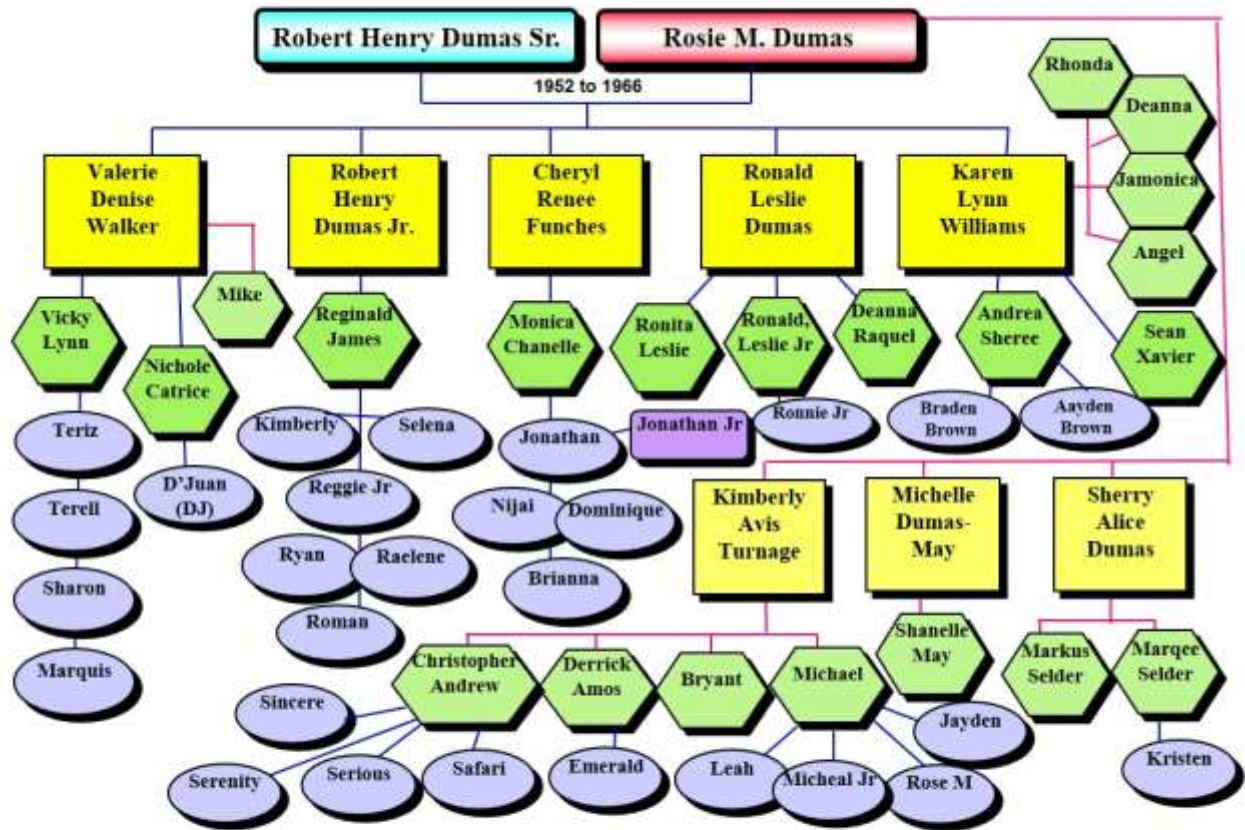 Robert Henry Dumas Sr.
Rosie M. Dumas
1952 to 1966
Rhonda
Deanna
Jamonica
Angel
Valerie
Denise
Walker
Robert
Henry
Dumas Jr.
Cheryl
Renee
Funches
Ronald
Leslie
Dumas
Karen
Lynn
Williams
Mike
Vicky
Lynn
Nichole
Catrice
Reginald
James
Monica
Chanelle
Ronita
Leslie
Ronald,
Leslie Jr
Deanna
Raquel
Andrea
Sheree
Sean
Xavier
Teriz
Terell
Sharon
Marquis
D'Juan
(DJ)
Kimberly
Selena
Reggie Jr
Ryan
Raelene
Roman
Jonathan
Jonathan Jr
Nijai
Dominique
Brianna
Ronnie Jr
Braden
Brown
Aayden
Brown
Kimberly
Avis
Turnage
Michelle
Dumas-
May
Sherry
Alice
Dumas
Christopher
Andrew
Derrick
Amos
Bryant
Michael
Shanelle
May
Markus
Selder
Marqee
Selder
Sincere
Serenity
Serious
Safari
Emerald
Leah
Micheal Jr
Rose M
Jayden
Kristen